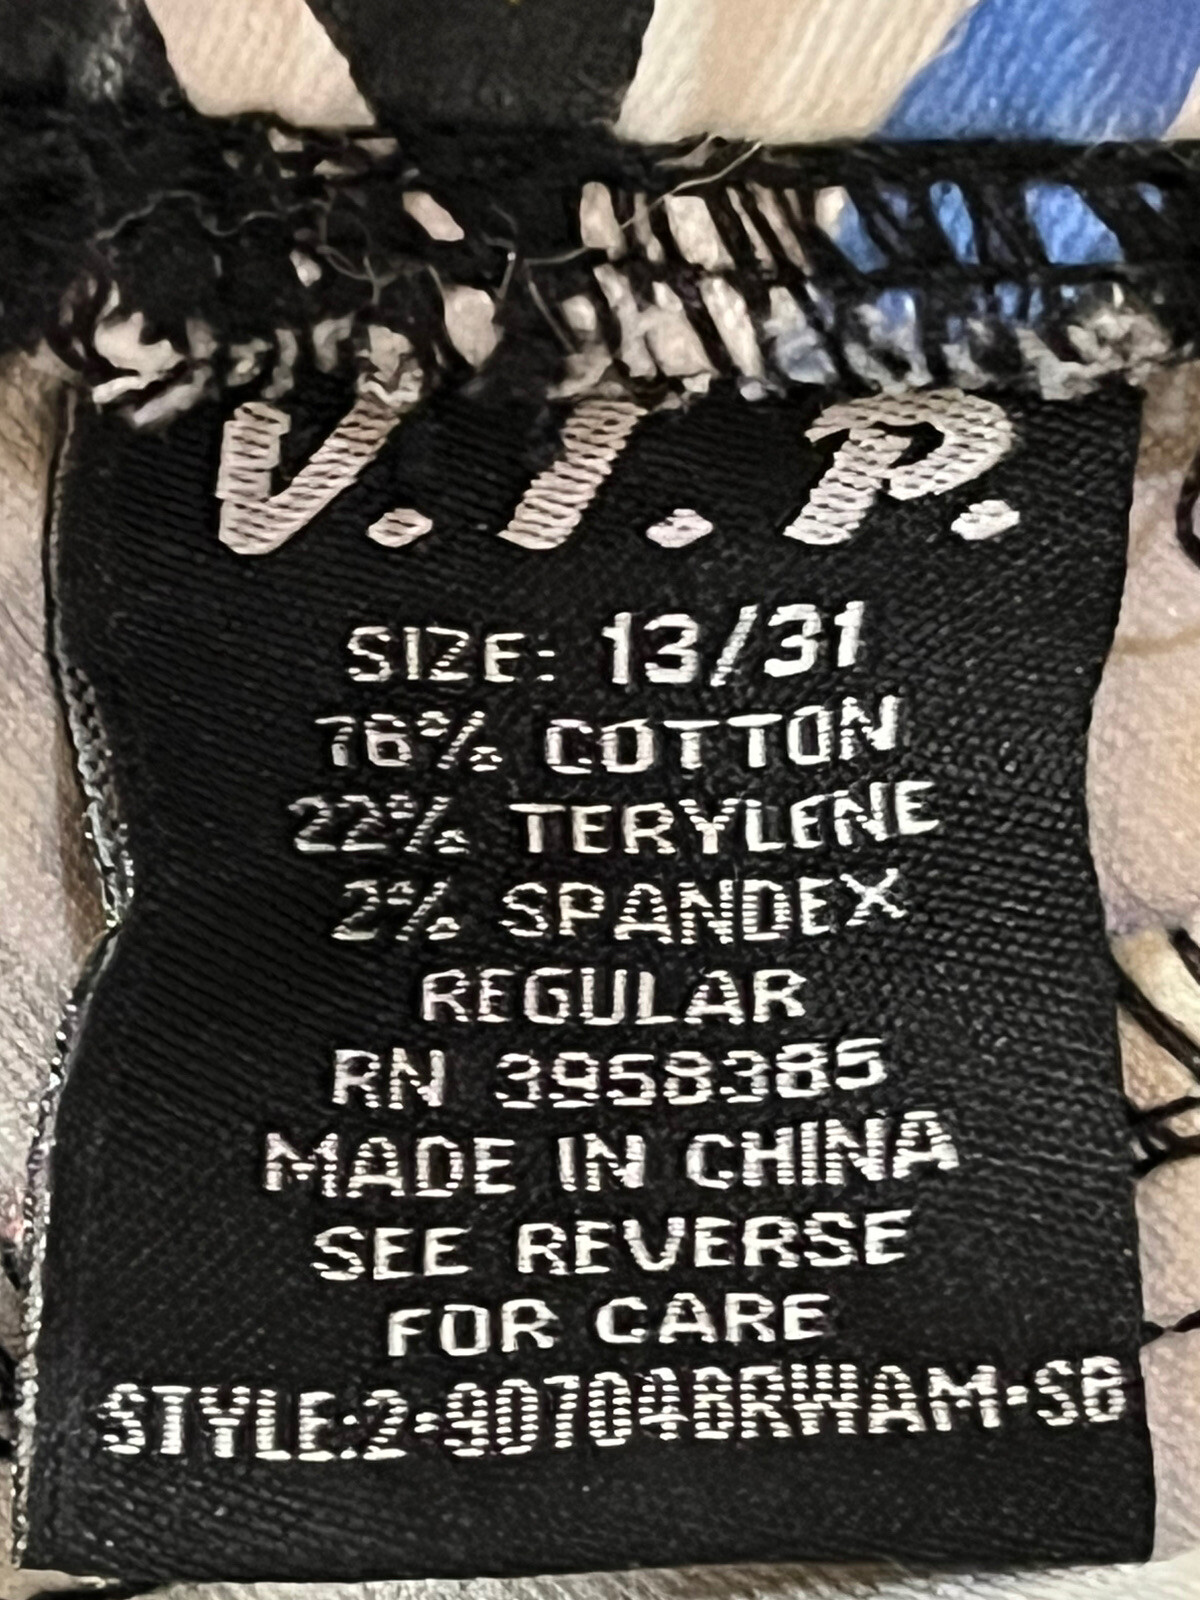 V.I.P.
SIZE: 13/31
76% COTTON
22% TERYLENE
2% SPANDEX
REGULAR
RN 3958385
MADE IN CHINA
SEE REVERSE
FOR CARE
STYLE:2-907048RWAM-SB